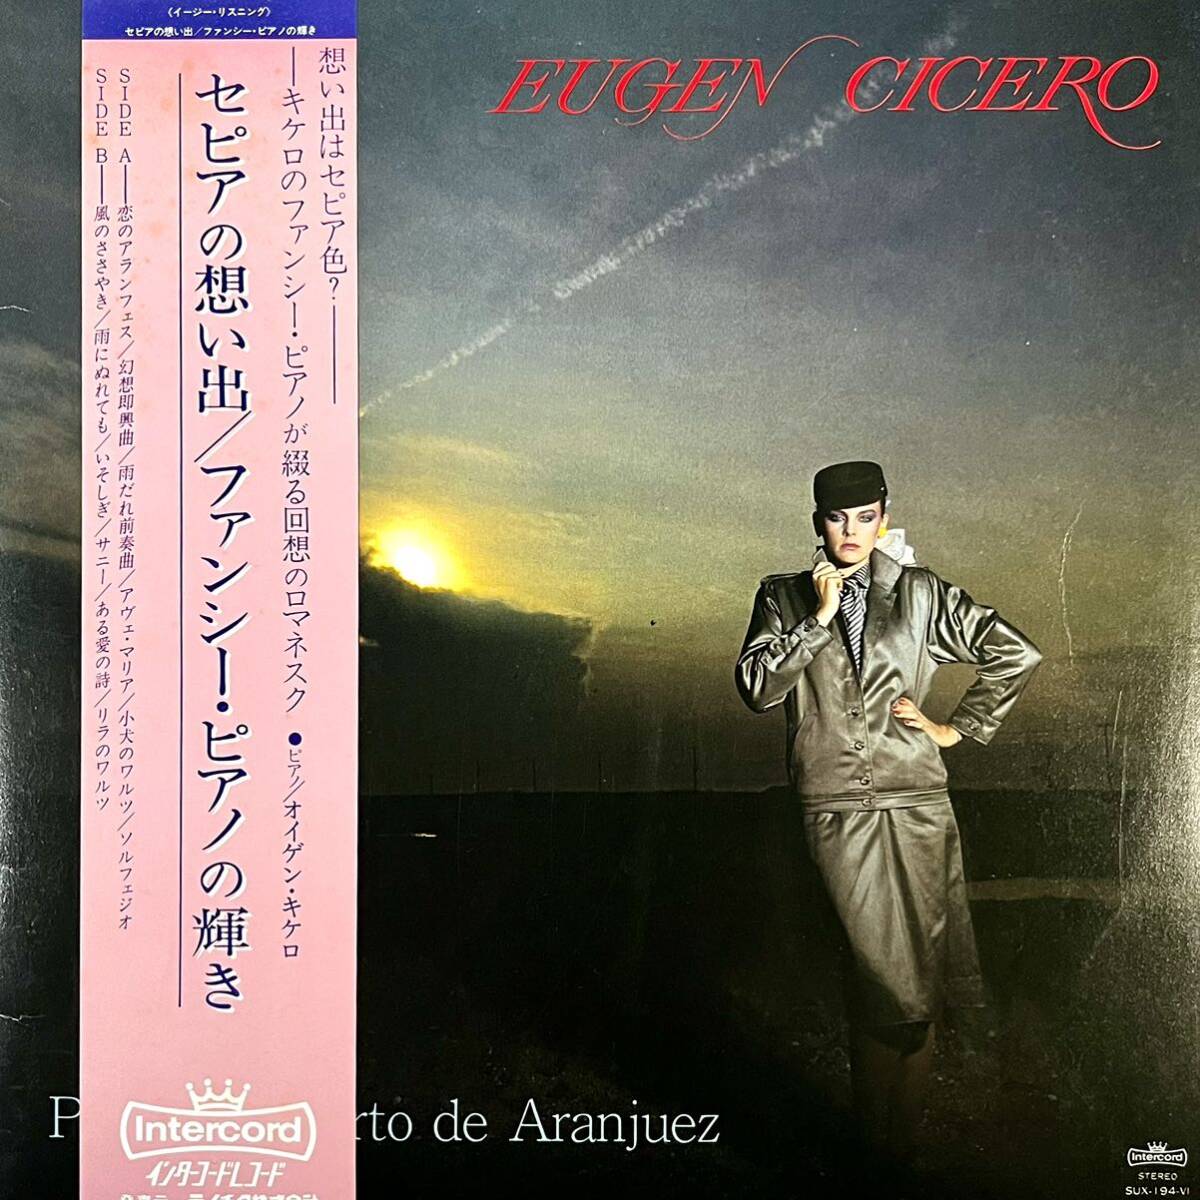 《イージー・リスニング》
セピアの想い出／ファンシー・ピアノの輝き
想い出はセピア色？――
――キケロのファンシー・ピアノが綴る回想のロマネスク ●ピアノ／オイゲン・キケロ
セピアの想い出／ファンシー・ピアノの輝き
SIDE A――恋のアランフェス／幻想即興曲／雨だれ前奏曲／アヴェ・マリア／小犬のワルツ／ソルフェジオ
SIDE B――風のささやき／雨にぬれても／いそしぎ／サニー／ある愛の詩／リラのワルツ
Intercord
インターコードレコード
EUGEN CICERO
de Aranjuez
Intercord
STEREO
SUX-194-VI